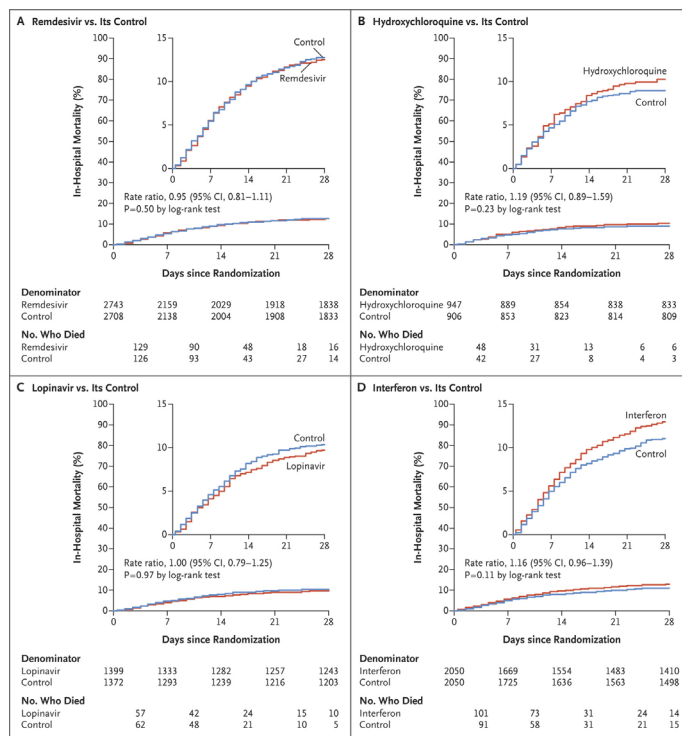 A Remdesivir vs. Its Control
In-Hospital Mortality (%)
100
90
80
70
60
50
40
30
20
10
0
15
10
5
0
0 7 14 21 28
Control
Remdesivir
Rate ratio, 0.95 (95% CI, 0.81–1.11)
P=0.50 by log-rank test
0 7 14 21 28
Days since Randomization
Denominator
Remdesivir 2743 2159 2029 1918 1838
Control 2708 2138 2004 1908 1833
No. Who Died
Remdesivir 129 90 48 18 16
Control 126 93 43 27 14
B Hydroxychloroquine vs. Its Control
In-Hospital Mortality (%)
100
90
80
70
60
50
40
30
20
10
0
15
10
5
0
0 7 14 21 28
Hydroxychloroquine
Control
Rate ratio, 1.19 (95% CI, 0.89–1.59)
P=0.23 by log-rank test
0 7 14 21 28
Days since Randomization
Denominator
Hydroxychloroquine 947 889 854 838 833
Control 906 853 823 814 809
No. Who Died
Hydroxychloroquine 48 31 13 6 6
Control 42 27 8 4 3
C Lopinavir vs. Its Control
In-Hospital Mortality (%)
100
90
80
70
60
50
40
30
20
10
0
15
10
5
0
0 7 14 21 28
Control
Lopinavir
Rate ratio, 1.00 (95% CI, 0.79–1.25)
P=0.97 by log-rank test
0 7 14 21 28
Days since Randomization
Denominator
Lopinavir 1399 1333 1282 1257 1243
Control 1372 1293 1239 1216 1203
No. Who Died
Lopinavir 57 42 24 15 10
Control 62 48 21 10 5
D Interferon vs. Its Control
In-Hospital Mortality (%)
100
90
80
70
60
50
40
30
20
10
0
15
10
5
0
0 7 14 21 28
Interferon
Control
Rate ratio, 1.16 (95% CI, 0.96–1.39)
P=0.11 by log-rank test
0 7 14 21 28
Days since Randomization
Denominator
Interferon 2050 1669 1554 1483 1410
Control 2050 1725 1636 1563 1498
No. Who Died
Interferon 101 73 31 24 14
Control 91 58 31 21 15